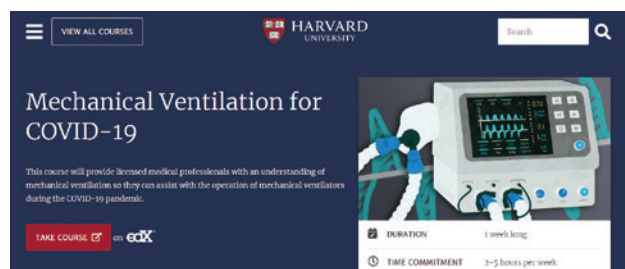 VIEW ALL COURSES
HARVARD
UNIVERSITY
Search
Mechanical Ventilation for
COVID-19
This course will provide licensed medical professionals with an understanding of
mechanical ventilation so they can assist with the operation of mechanical ventilators
during the COVID-19 pandemic.
TAKE COURSE on edX
DURATION 1 week long
TIME COMMITMENT 2-5 hours per week